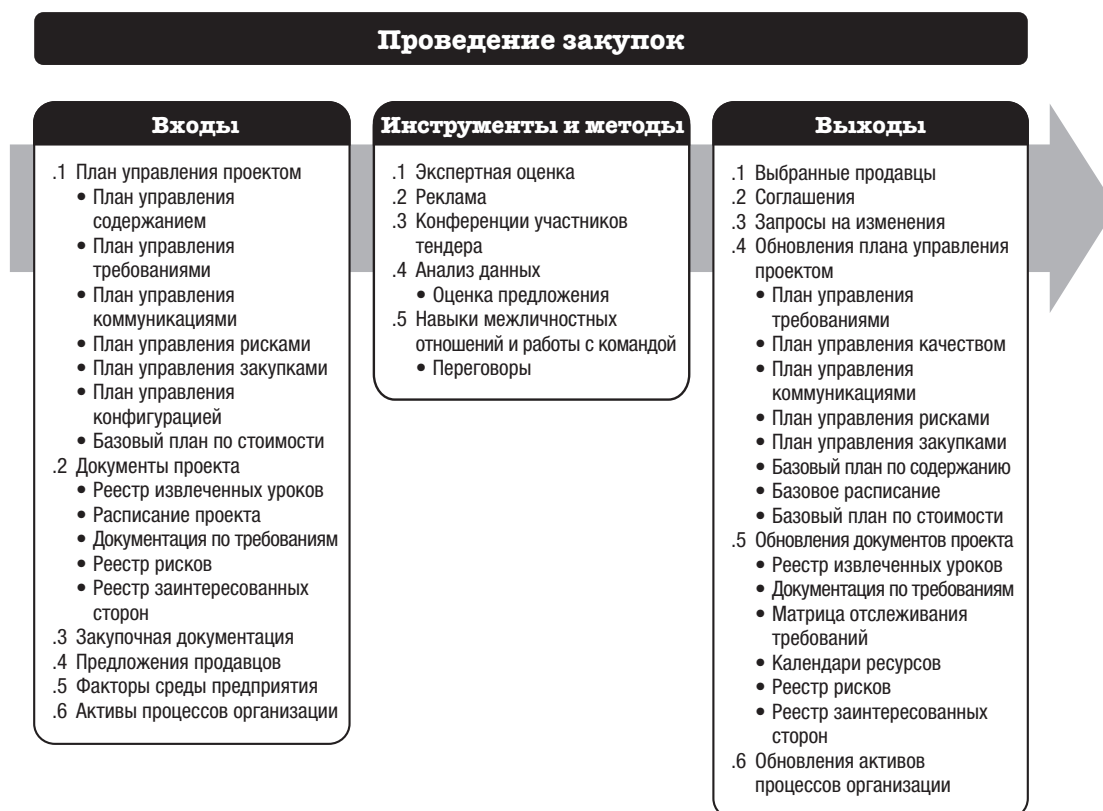 Проведение закупок
Входы
.1 План управления проектом
• План управления
содержанием
• План управления
требованиями
• План управления
коммуникациями
• План управления рисками
• План управления закупками
• План управления
конфигурацией
• Базовый план по стоимости
.2 Документы проекта
• Реестр извлеченных уроков
• Расписание проекта
• Документация по требованиям
• Реестр рисков
• Реестр заинтересованных
сторон
.3 Закупочная документация
.4 Предложения продавцов
.5 Факторы среды предприятия
.6 Активы процессов организации
Инструменты и методы
.1 Экспертная оценка
.2 Реклама
.3 Конференции участников
тендера
.4 Анализ данных
• Оценка предложения
.5 Навыки межличностных
отношений и работы с командой
• Переговоры
Выходы
.1 Выбранные продавцы
.2 Соглашения
.3 Запросы на изменения
.4 Обновления плана управления
проектом
• План управления
требованиями
• План управления качеством
• План управления
коммуникациями
• План управления рисками
• План управления закупками
• Базовый план по содержанию
• Базовое расписание
• Базовый план по стоимости
.5 Обновления документов проекта
• Реестр извлеченных уроков
• Документация по требованиям
• Матрица отслеживания
требований
• Календари ресурсов
• Реестр рисков
• Реестр заинтересованных
сторон
.6 Обновления активов
процессов организации